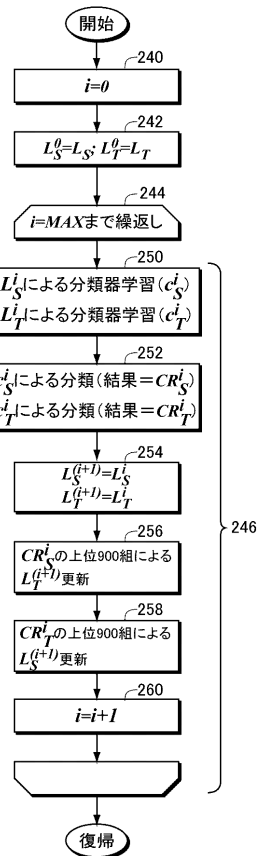 開始
240
i=0
242
L_S^0=L_S; L_T^0=L_T
244
i=MAXまで繰返し
250
L_S^iによる分類器学習(c_S^i)
L_T^iによる分類器学習(c_T^i)
252
c_S^iによる分類(結果=CR_S^i)
c_T^iによる分類(結果=CR_T^i)
254
L_S^(i+1)=L_S^i
L_T^(i+1)=L_T^i
246
256
CR_S^iの上位900組による
L_T^(i+1)更新
258
CR_T^iの上位900組による
L_S^(i+1)更新
260
i=i+1
復帰